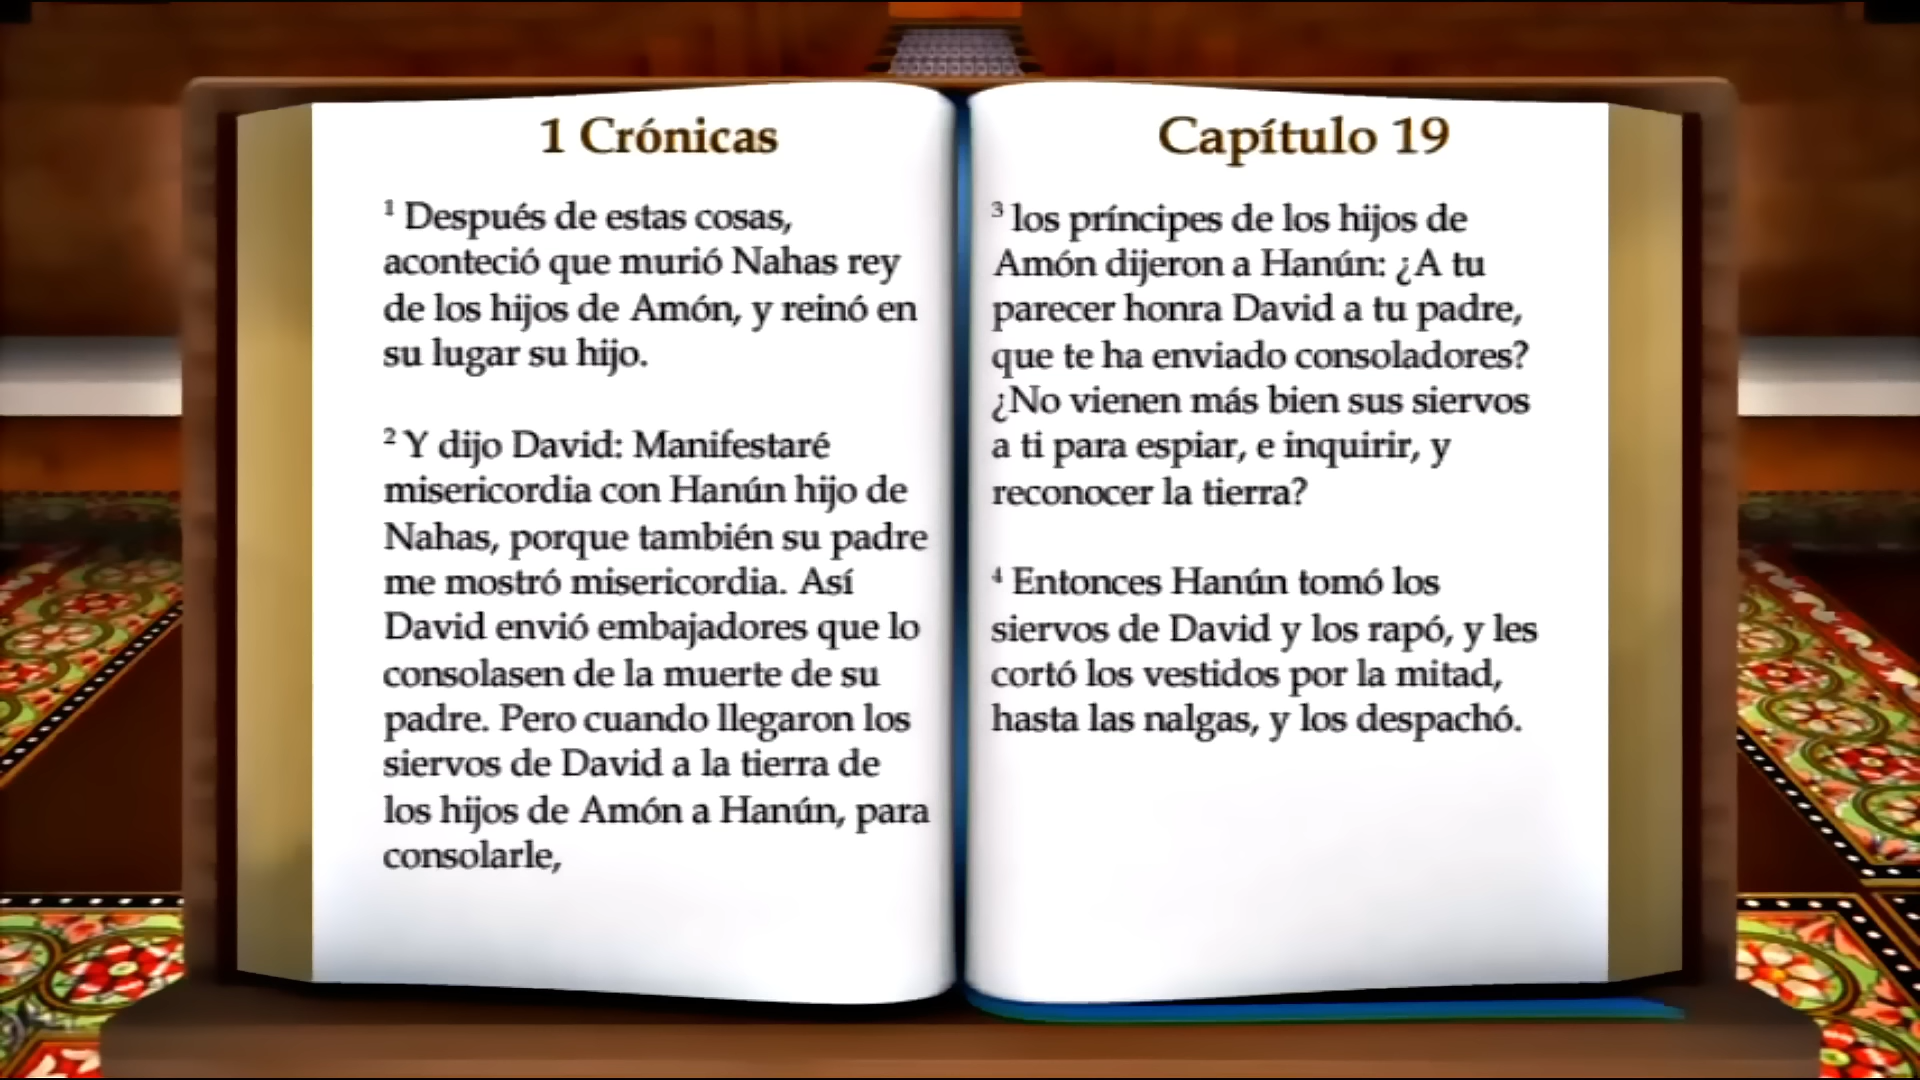 1 Crónicas
1 Después de estas cosas,
aconteció que murió Nahas rey
de los hijos de Amón, y reinó en
su lugar su hijo.
2 Y dijo David: Manifestaré
misericordia con Hanún hijo de
Nahas, porque también su padre
me mostró misericordia. Así
David envió embajadores que lo
consolasen de la muerte de su
padre. Pero cuando llegaron los
siervos de David a la tierra de
los hijos de Amón a Hanún, para
consolarle,
Capítulo 19
3 los príncipes de los hijos de
Amón dijeron a Hanún: ¿A tu
parecer honra David a tu padre,
que te ha enviado consoladores?
¿No vienen más bien sus siervos
a ti para espiar, e inquirir, y
reconocer la tierra?
4 Entonces Hanún tomó los
siervos de David y los rapó, y les
cortó los vestidos por la mitad,
hasta las nalgas, y los despachó.